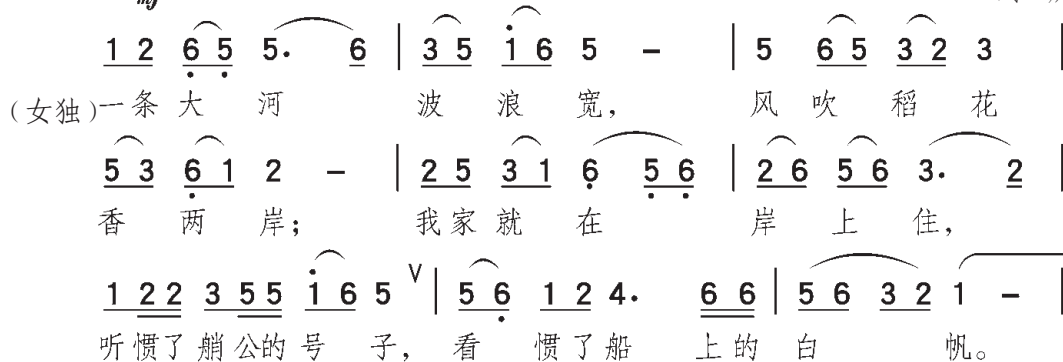 mf
1 2 6̣ 5̣ 5. 6 | 3 5 i 6 5 – | 5 6 5 3 2 3 |
(女独)一条大河 波浪宽, 风吹稻花
5 3 6̣ 1 2 – | 2 5 3 1 6̣ 5̣ 6̣ | 2 6 5 6 3. 2 |
香两岸; 我家就在 岸上住,
1 2 2 3 5 5 i 6 5 ∨ | 5 6̣ 1 2 4. 6 6 | 5 6 3 2 1 – |
听惯了艄公的号子, 看惯了船上的白帆。